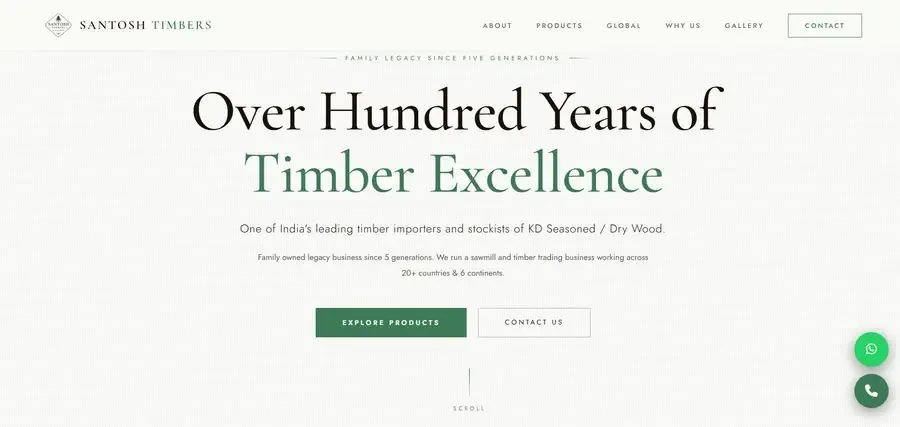 SANTOSH TIMBERS
ABOUT PRODUCTS GLOBAL WHY US GALLERY CONTACT
FAMILY LEGACY SINCE FIVE GENERATIONS
Over Hundred Years of
Timber Excellence
One of India's leading timber importers and stockists of KD Seasoned / Dry Wood.
Family owned legacy business since 5 generations. We run a sawmill and timber trading business working across
20+ countries & 6 continents.
EXPLORE PRODUCTS CONTACT US
SCROLL